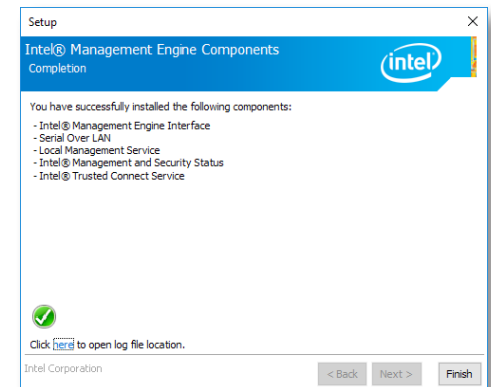 Setup
Intel® Management Engine Components
Completion
intel
You have successfully installed the following components:
- Intel® Management Engine Interface
- Serial Over LAN
- Local Management Service
- Intel® Management and Security Status
- Intel® Trusted Connect Service
Click here to open log file location.
Intel Corporation
< Back Next > Finish